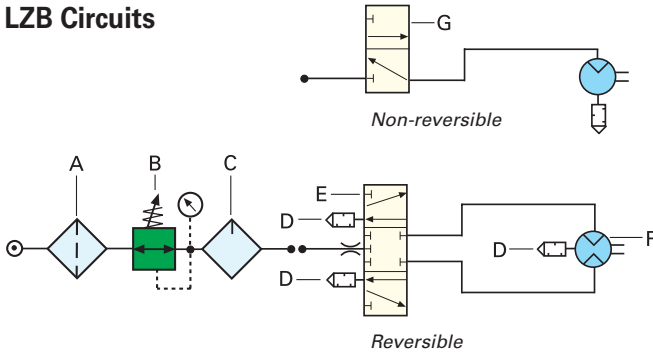 LZB Circuits
G
Non-reversible
A B C
E
D
D
D F
Reversible